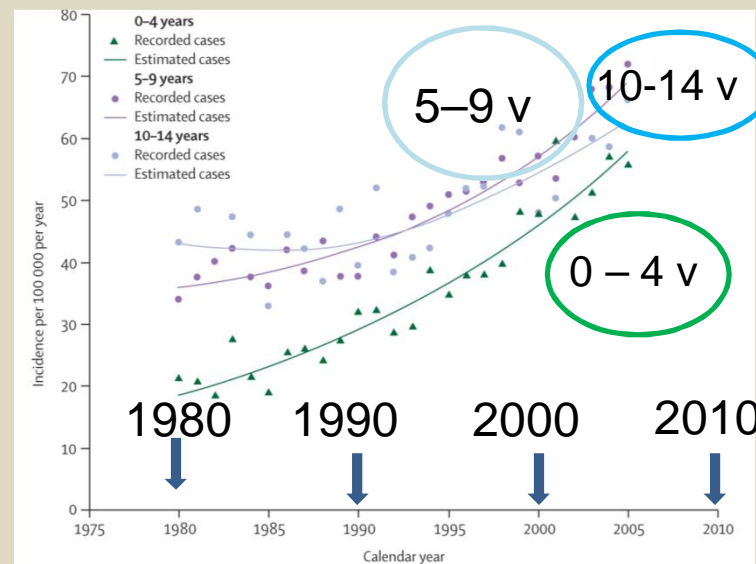 80
70
60
50
40
30
20
10
0
Incidence per 100 000 per year
0–4 years
Recorded cases
Estimated cases
5–9 years
Recorded cases
Estimated cases
10–14 years
Recorded cases
Estimated cases
5–9 v
10-14 v
0 – 4 v
1980 1990 2000 2010
1975 1980 1985 1990 1995 2000 2005 2010
Calendar year